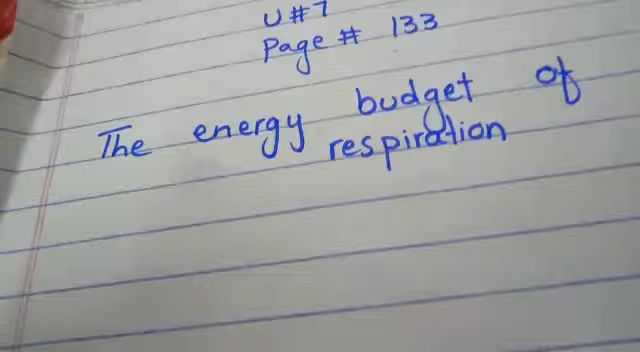 U#7
Page # 133
The energy budget of
respiration